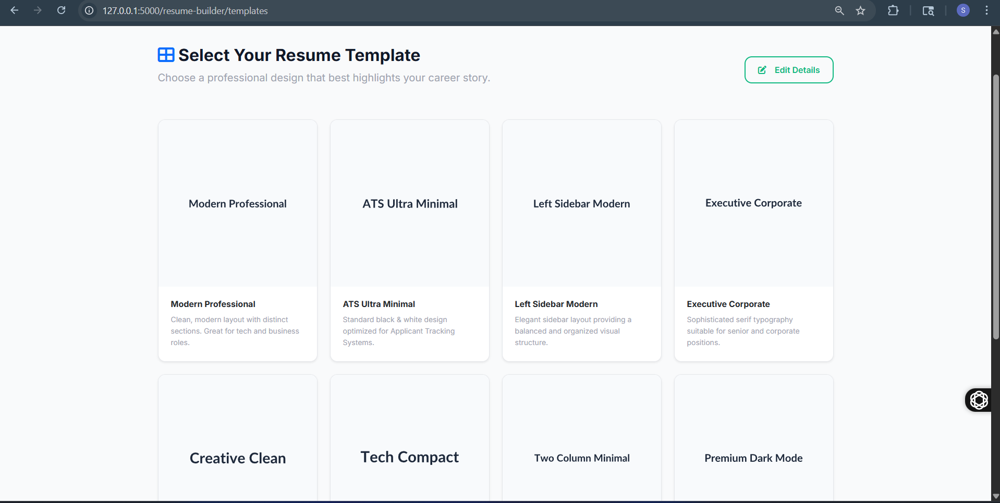 127.0.0.1:5000/resume-builder/templates
S
Select Your Resume Template
Choose a professional design that best highlights your career story.
Edit Details
Modern Professional
ATS Ultra Minimal
Left Sidebar Modern
Executive Corporate
Modern Professional
Clean, modern layout with distinct
sections. Great for tech and business
roles.
ATS Ultra Minimal
Standard black & white design
optimized for Applicant Tracking
Systems.
Left Sidebar Modern
Elegant sidebar layout providing a
balanced and organized visual
structure.
Executive Corporate
Sophisticated serif typography
suitable for senior and corporate
positions.
Creative Clean
Tech Compact
Two Column Minimal
Premium Dark Mode